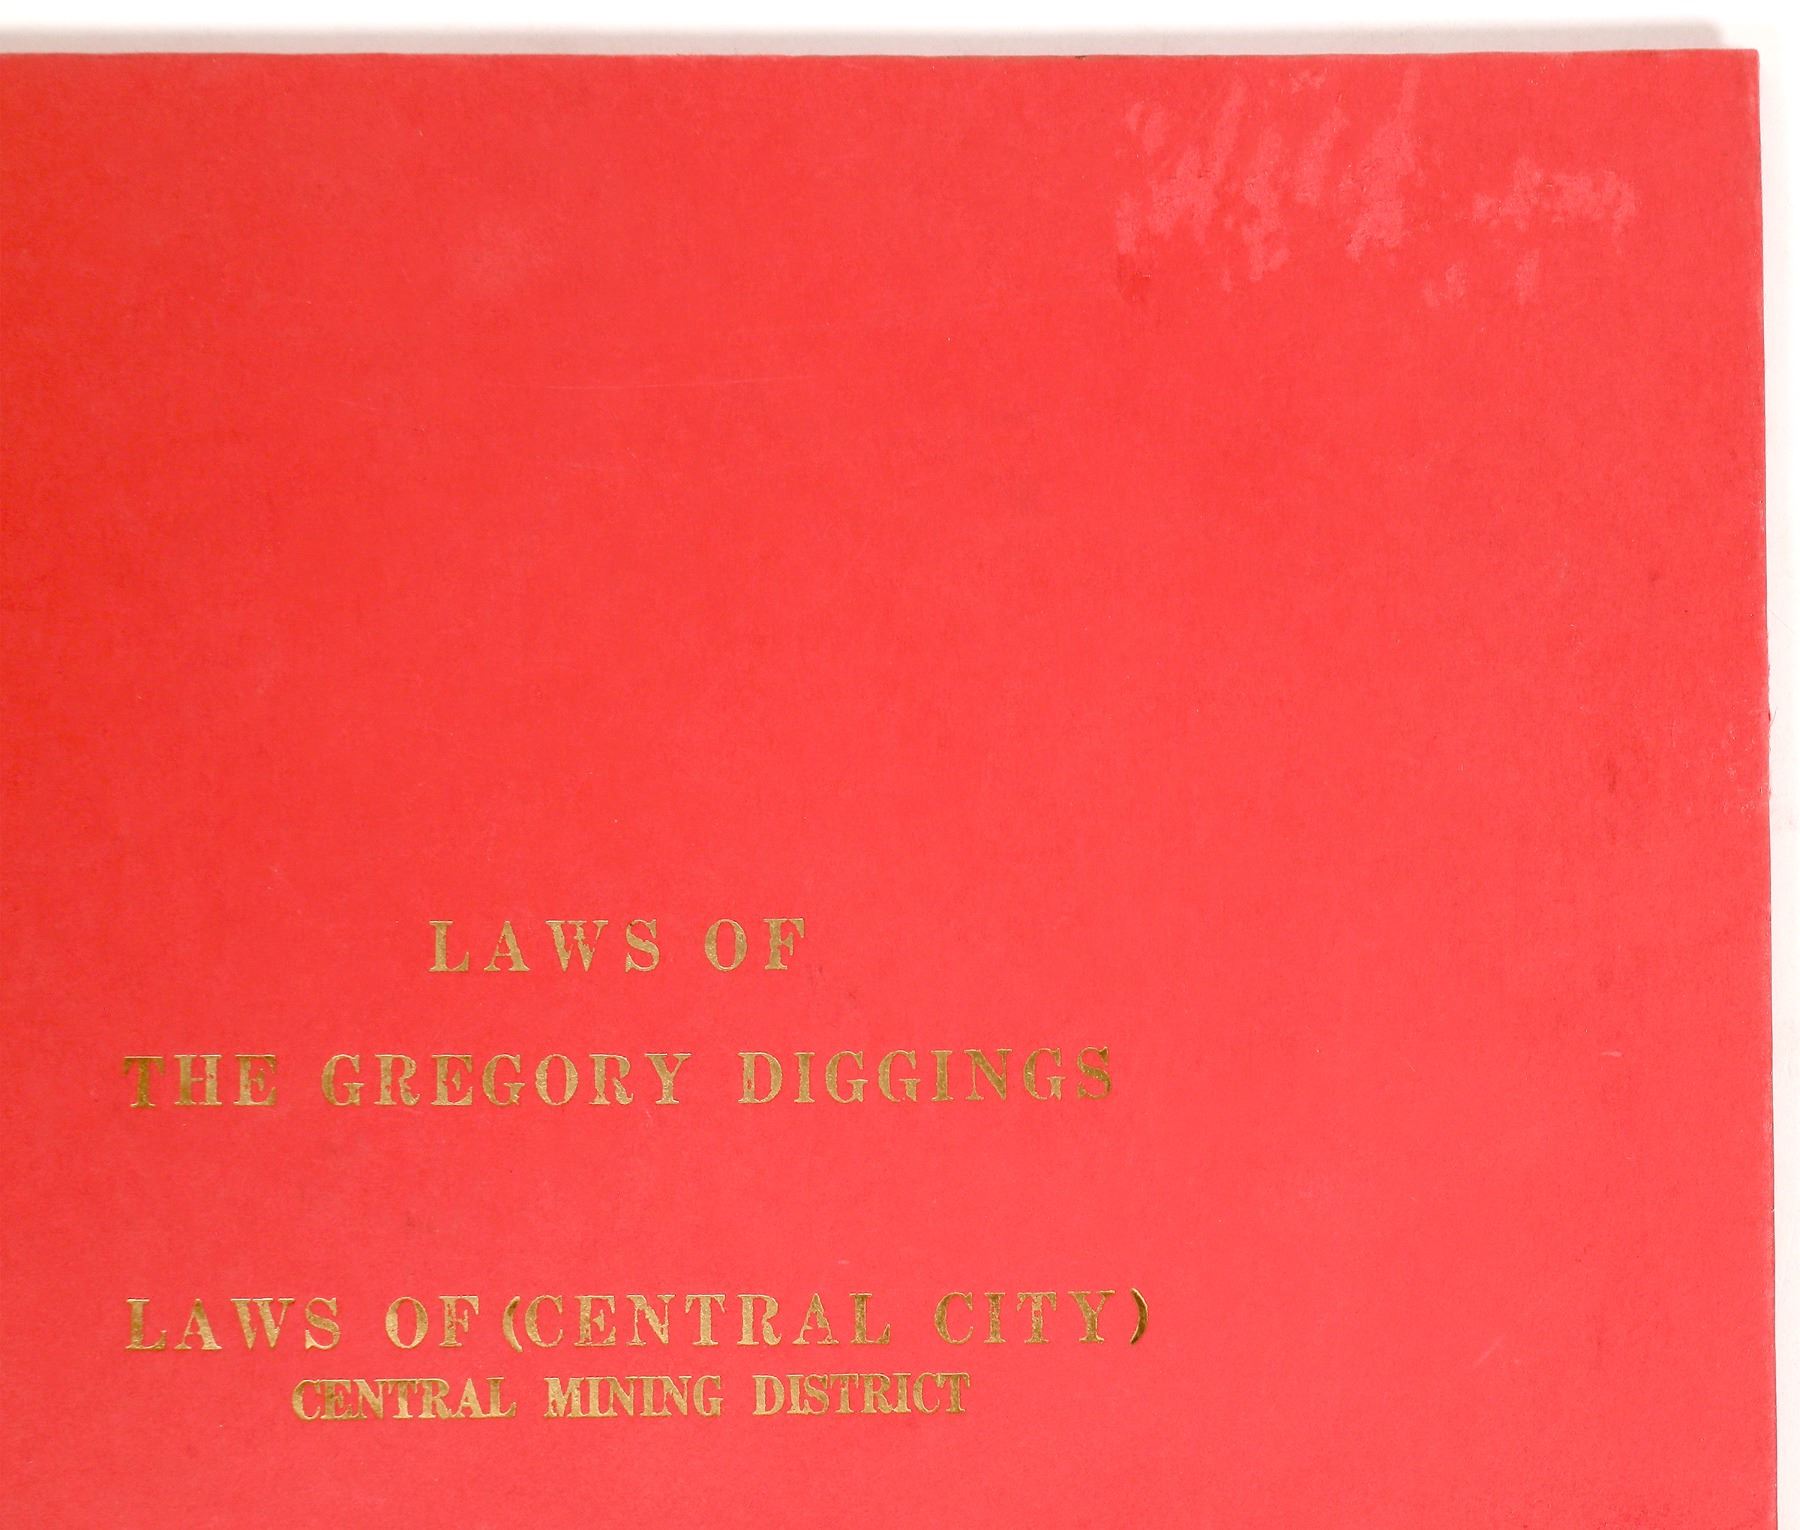 LAWS OF
THE GREGORY DIGGINGS
LAWS OF (CENTRAL CITY)
CENTRAL MINING DISTRICT